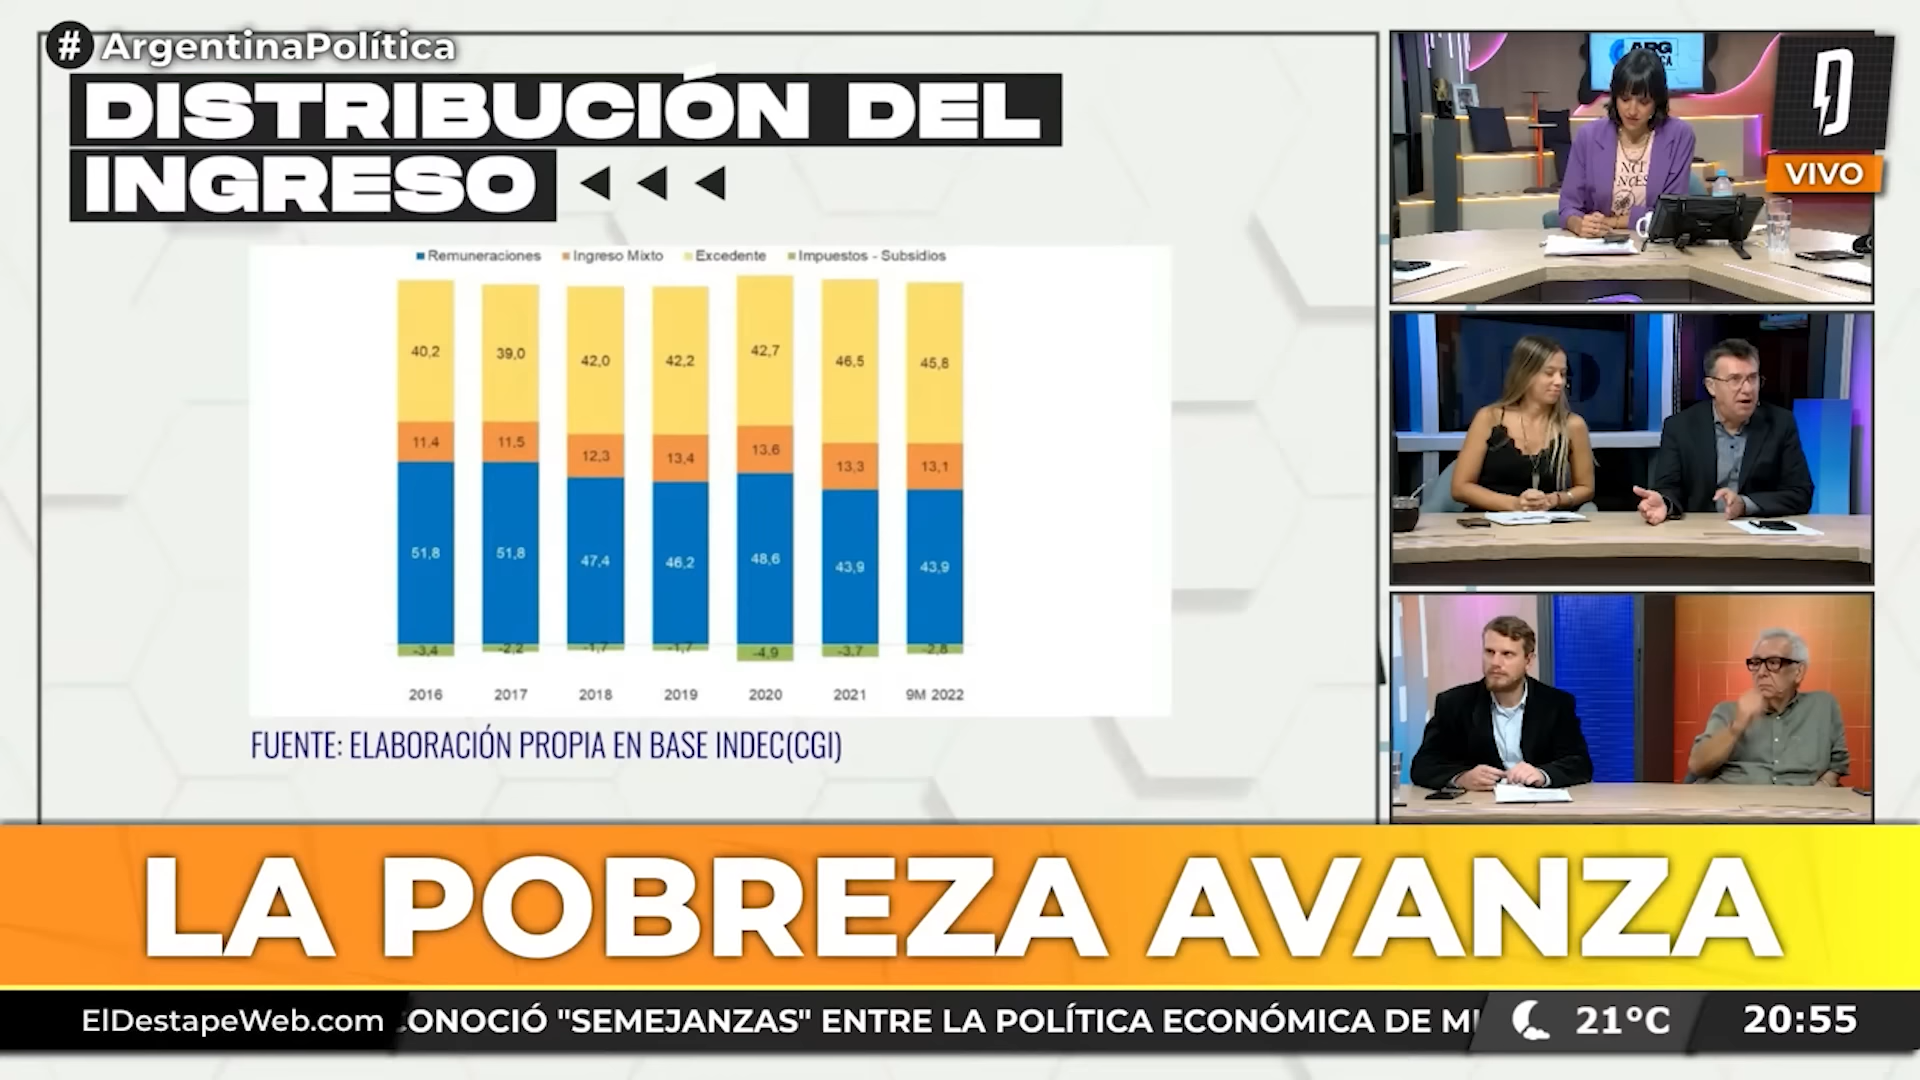 # ArgentinaPolítica
DISTRIBUCIÓN DEL
INGRESO
Remuneraciones Ingreso Mixto Excedente Impuestos - Subsidios
40,2 39,0 42,0 42,2 42,7 46,5 45,8
11,4 11,5 12,3 13,4 13,6 13,3 13,1
51,8 51,8 47,4 46,2 48,6 43,9 43,9
-3,4 -2,2 -1,7 -1,7 -4,9 -3,7 -2,8
2016 2017 2018 2019 2020 2021 9M 2022
FUENTE: ELABORACIÓN PROPIA EN BASE INDEC(CGI)
ARG
VIVO
LA POBREZA AVANZA
ElDestapeWeb.com
ONOCIÓ "SEMEJANZAS" ENTRE LA POLÍTICA ECONÓMICA DE MI
21°C
20:55